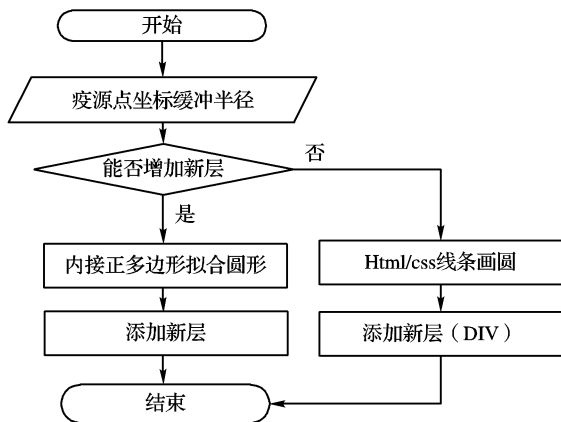 开始
疫源点坐标缓冲半径
能否增加新层
否
是
内接正多边形拟合圆形
Html/css线条画圆
添加新层
添加新层（DIV）
结束